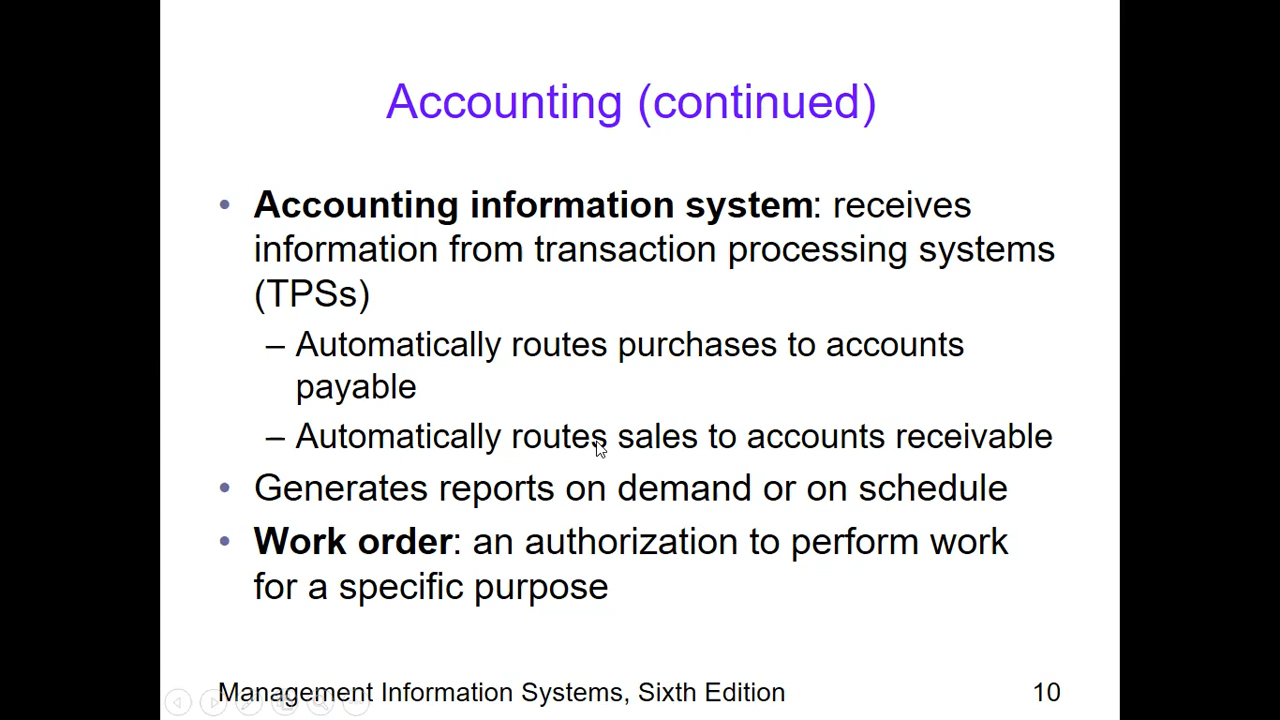 Accounting (continued)
• Accounting information system: receives
information from transaction processing systems
(TPSs)
– Automatically routes purchases to accounts
payable
– Automatically routes sales to accounts receivable
• Generates reports on demand or on schedule
• Work order: an authorization to perform work
for a specific purpose
Management Information Systems, Sixth Edition
10